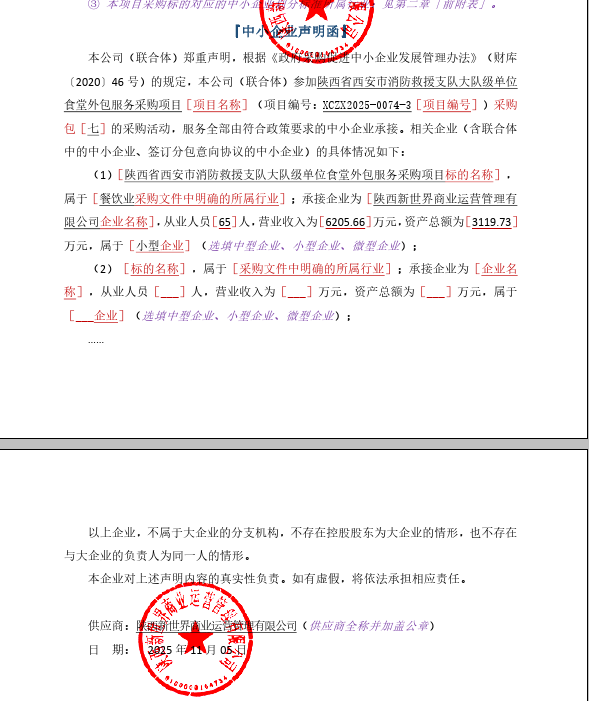 ③ 本项目采购标的对应的中小企业划分标准所属 见第二章「前附表」。
『中小企业声明函』
本公司（联合体）郑重声明，根据《政府采购促进中小企业发展管理办法》（财库
〔2020〕46 号）的规定，本公司（联合体）参加陕西省西安市消防救援支队大队级单位
食堂外包服务采购项目［项目名称］（项目编号：XCZX2025-0074-3［项目编号］）采购
包［七］的采购活动，服务全部由符合政策要求的中小企业承接。相关企业（含联合体
中的中小企业、签订分包意向协议的中小企业）的具体情况如下：
（1）［陕西省西安市消防救援支队大队级单位食堂外包服务采购项目标的名称］，
属于［餐饮业采购文件中明确的所属行业］；承接企业为［陕西新世界商业运营管理有
限公司企业名称］，从业人员［65］人，营业收入为［6205.66］万元，资产总额为［3119.73］
万元，属于［小型企业］（选填中型企业、小型企业、微型企业）；
（2）［标的名称］，属于［采购文件中明确的所属行业］；承接企业为［企业名
称］，从业人员［___］人，营业收入为［___］万元，资产总额为［___］万元，属于
［___企业］（选填中型企业、小型企业、微型企业）；
......
以上企业，不属于大企业的分支机构，不存在控股股东为大企业的情形，也不存在
与大企业的负责人为同一人的情形。
本企业对上述声明内容的真实性负责。如有虚假，将依法承担相应责任。
供应商：陕西新世界商业运营管理有限公司（供应商全称并加盖公章）
日 期： 2025 年 11 月 05 日